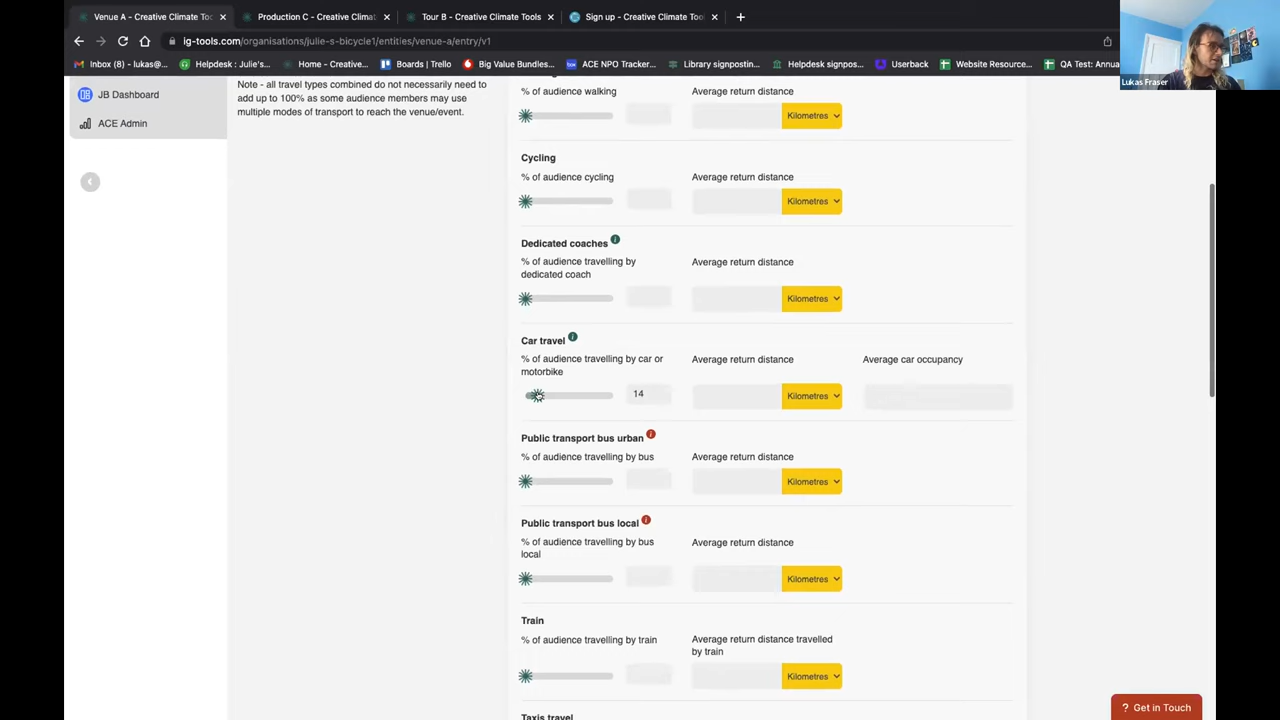 Venue A - Creative Climate Too
Production C - Creative Climat
Tour B - Creative Climate Tools
Sign up - Creative Climate Tool
ig-tools.com/organisations/julie-s-bicycle1/entities/venue-a/entry/v1
Inbox (8) - lukas@...
Helpdesk : Julie's...
Home - Creative...
Boards | Trello
Big Value Bundles...
ACE NPO Tracker...
Library signpostin...
Helpdesk signpos...
Userback
Website Resource...
QA Test: Annua
Lukas Fraser
JB Dashboard
ACE Admin
Note - all travel types combined do not necessarily need to
add up to 100% as some audience members may use
multiple modes of transport to reach the venue/event.
% of audience walking
Average return distance
Kilometres
Cycling
% of audience cycling
Average return distance
Kilometres
Dedicated coaches
% of audience travelling by
dedicated coach
Average return distance
Kilometres
Car travel
% of audience travelling by car or
motorbike
Average return distance
Average car occupancy
14
Kilometres
Public transport bus urban
% of audience travelling by bus
Average return distance
Kilometres
Public transport bus local
% of audience travelling by bus
local
Average return distance
Kilometres
Train
% of audience travelling by train
Average return distance travelled
by train
Kilometres
Taxis travel
? Get in Touch